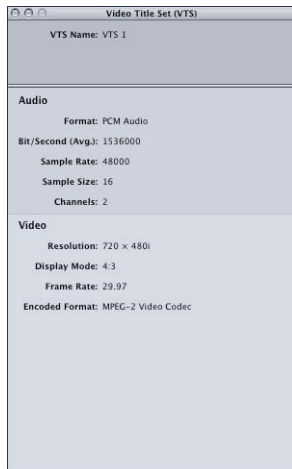 Video Title Set (VTS)
VTS Name: VTS 1
Audio
Format: PCM Audio
Bit/Second (Avg.): 1536000
Sample Rate: 48000
Sample Size: 16
Channels: 2
Video
Resolution: 720 × 480i
Display Mode: 4:3
Frame Rate: 29.97
Encoded Format: MPEG-2 Video Codec